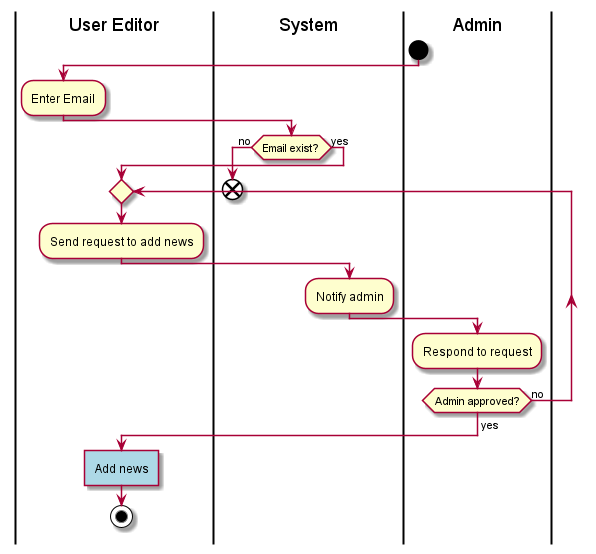 User Editor
System
Admin
Enter Email
no
Email exist?
yes
Send request to add news
Notify admin
Respond to request
Admin approved?
no
yes
Add news